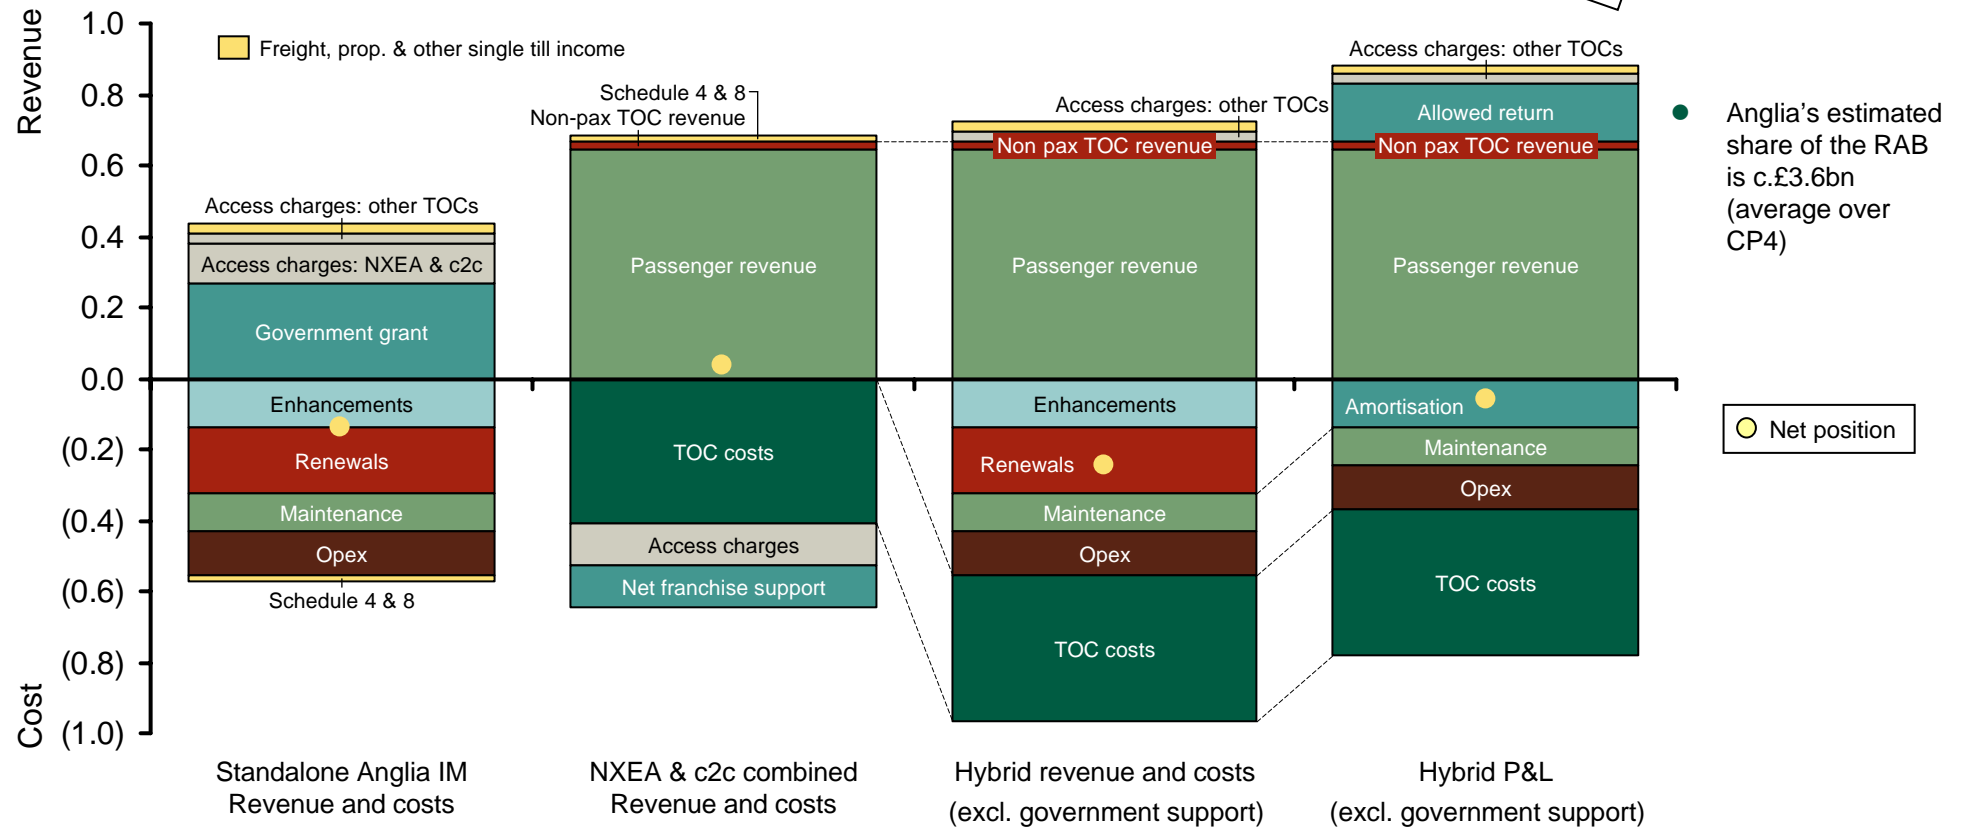 Revenue
1.0
0.8
0.6
0.4
0.2
0.0
(0.2)
(0.4)
(0.6)
(0.8)
(1.0)
Cost
Freight, prop. & other single till income
Access charges: other TOCs
Access charges: NXEA & c2c
Government grant
Enhancements
Renewals
Maintenance
Opex
Schedule 4 & 8
Standalone Anglia IM
Revenue and costs
Schedule 4 & 8
Non-pax TOC revenue
Passenger revenue
TOC costs
Access charges
Net franchise support
NXEA & c2c combined
Revenue and costs
Access charges: other TOCs
Non pax TOC revenue
Passenger revenue
Enhancements
Renewals
Maintenance
Opex
TOC costs
Hybrid revenue and costs
(excl. government support)
Access charges: other TOCs
Allowed return
Non pax TOC revenue
Passenger revenue
Amortisation
Maintenance
Opex
TOC costs
Hybrid P&L
(excl. government support)
Anglia’s estimated
share of the RAB
is c.£3.6bn
(average over
CP4)
Net position